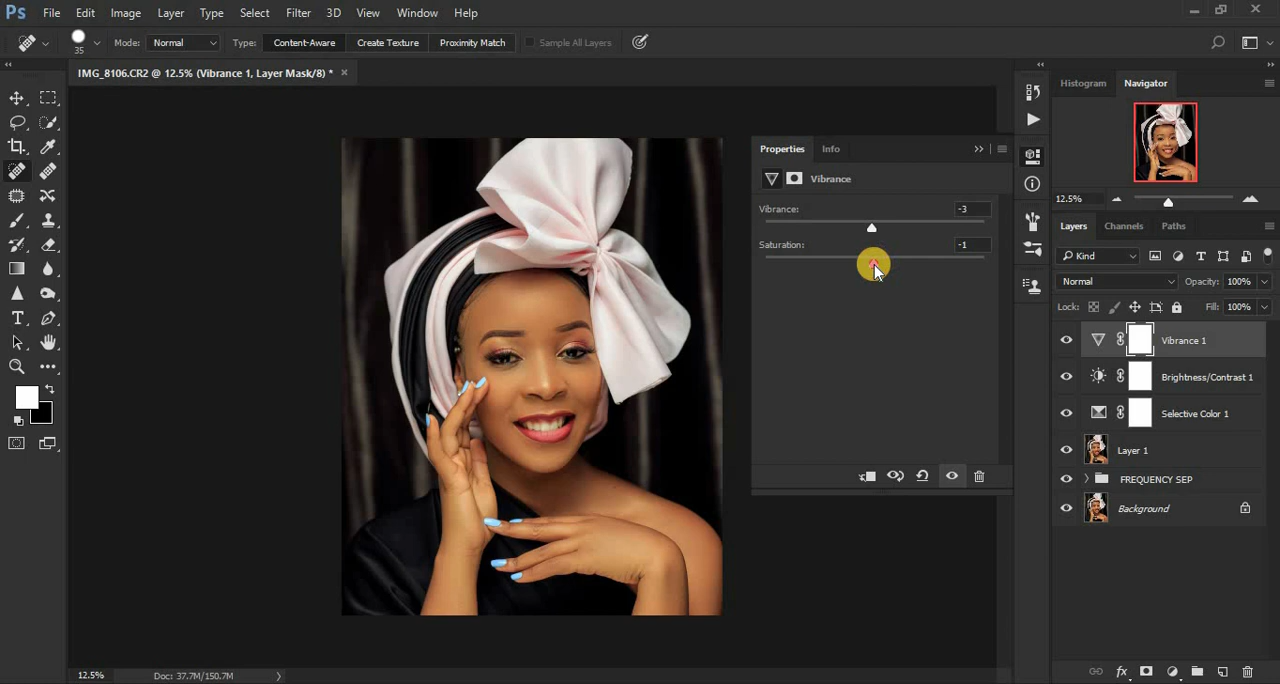 Ps File Edit Image Layer Type Select Filter 3D View Window Help
35 Mode: Normal Type: Content-Aware Create Texture Proximity Match Sample All Layers
IMG_8106.CR2 @ 12.5% (Vibrance 1, Layer Mask/8) * ×
Histogram Navigator
12.5%
Properties Info
Vibrance
Vibrance: -3
Saturation: -1
Layers Channels Paths
Kind
Normal Opacity: 100%
Lock: Fill: 100%
Vibrance 1
Brightness/Contrast 1
Selective Color 1
Layer 1
FREQUENCY SEP
Background
12.5% Doc: 37.7M/150.7M